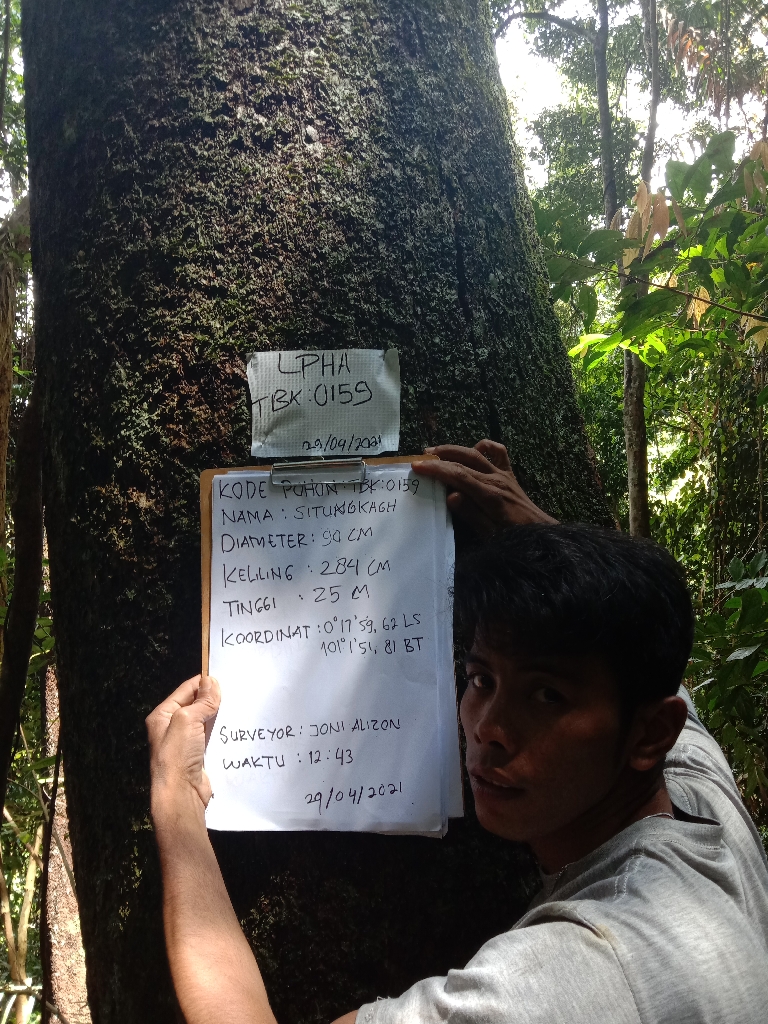 LPHA
TBK:0159
29/04/2021
KODE POHON: TBK:0159
NAMA : SITUNGKAGH
DIAMETER: 90 CM
KELILING : 284 CM
TINGGI : 25 M
KOORDINAT : 0°17'59,62 LS
101°1'51,81 BT
SURVEYOR: JONI ALIZON
WAKTU : 12:43
29/04/2021